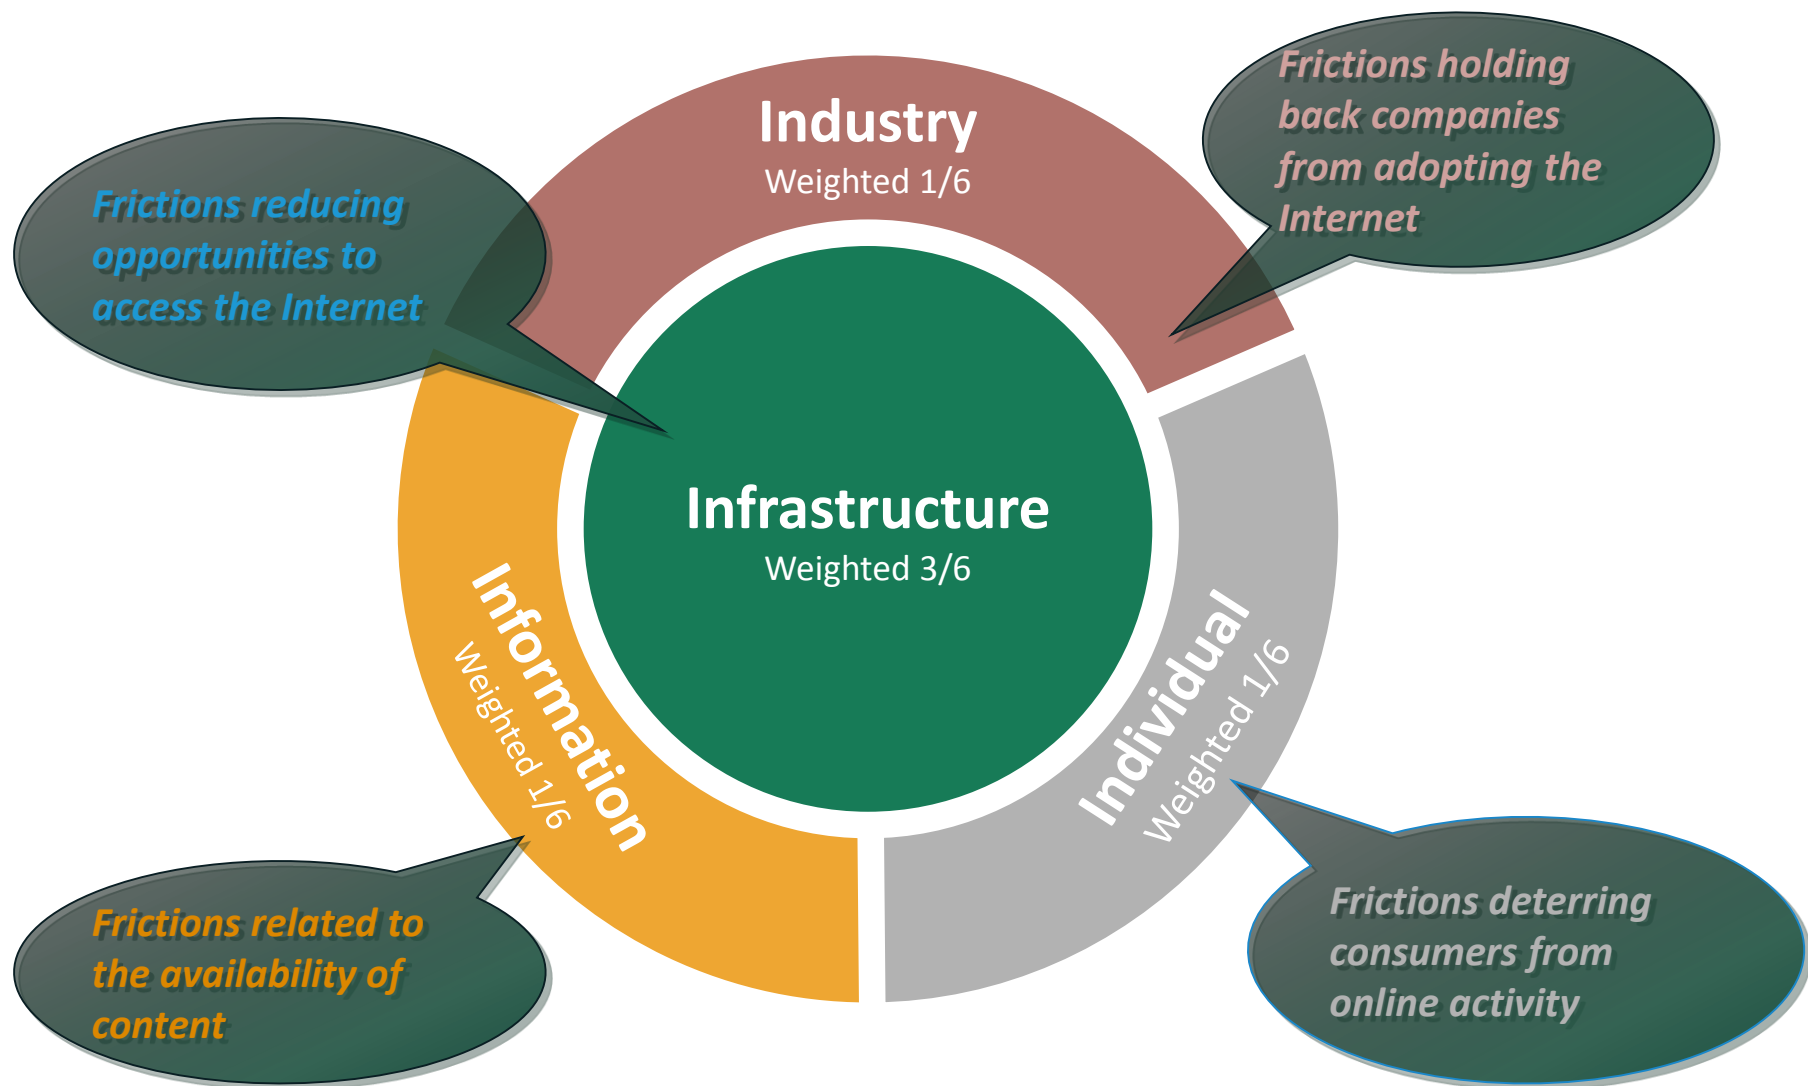 Industry
Weighted 1/6
Frictions holding
back companies
from adopting the
Internet
Frictions reducing
opportunities to
access the Internet
Infrastructure
Weighted 3/6
Information
Weighted 1/6
Individual
Weighted 1/6
Frictions related to
the availability of
content
Frictions deterring
consumers from
online activity